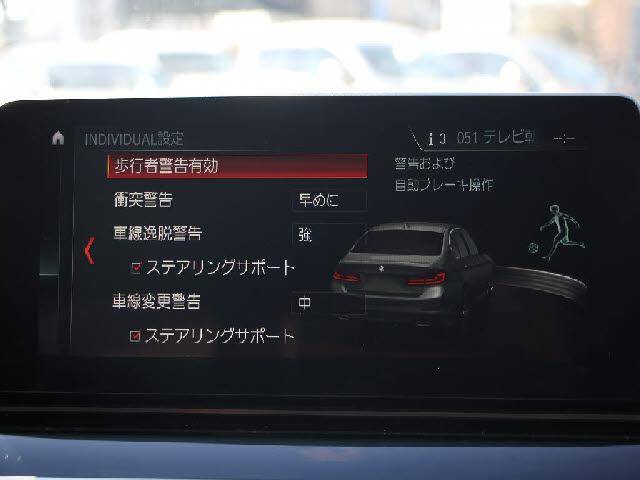 INDIVIDUAL設定
i 3 051 テレビ朝 --:--
歩行者警告有効
警告および
自動ブレーキ操作
衝突警告 早めに
車線逸脱警告 強
ステアリングサポート
車線変更警告 中
ステアリングサポート